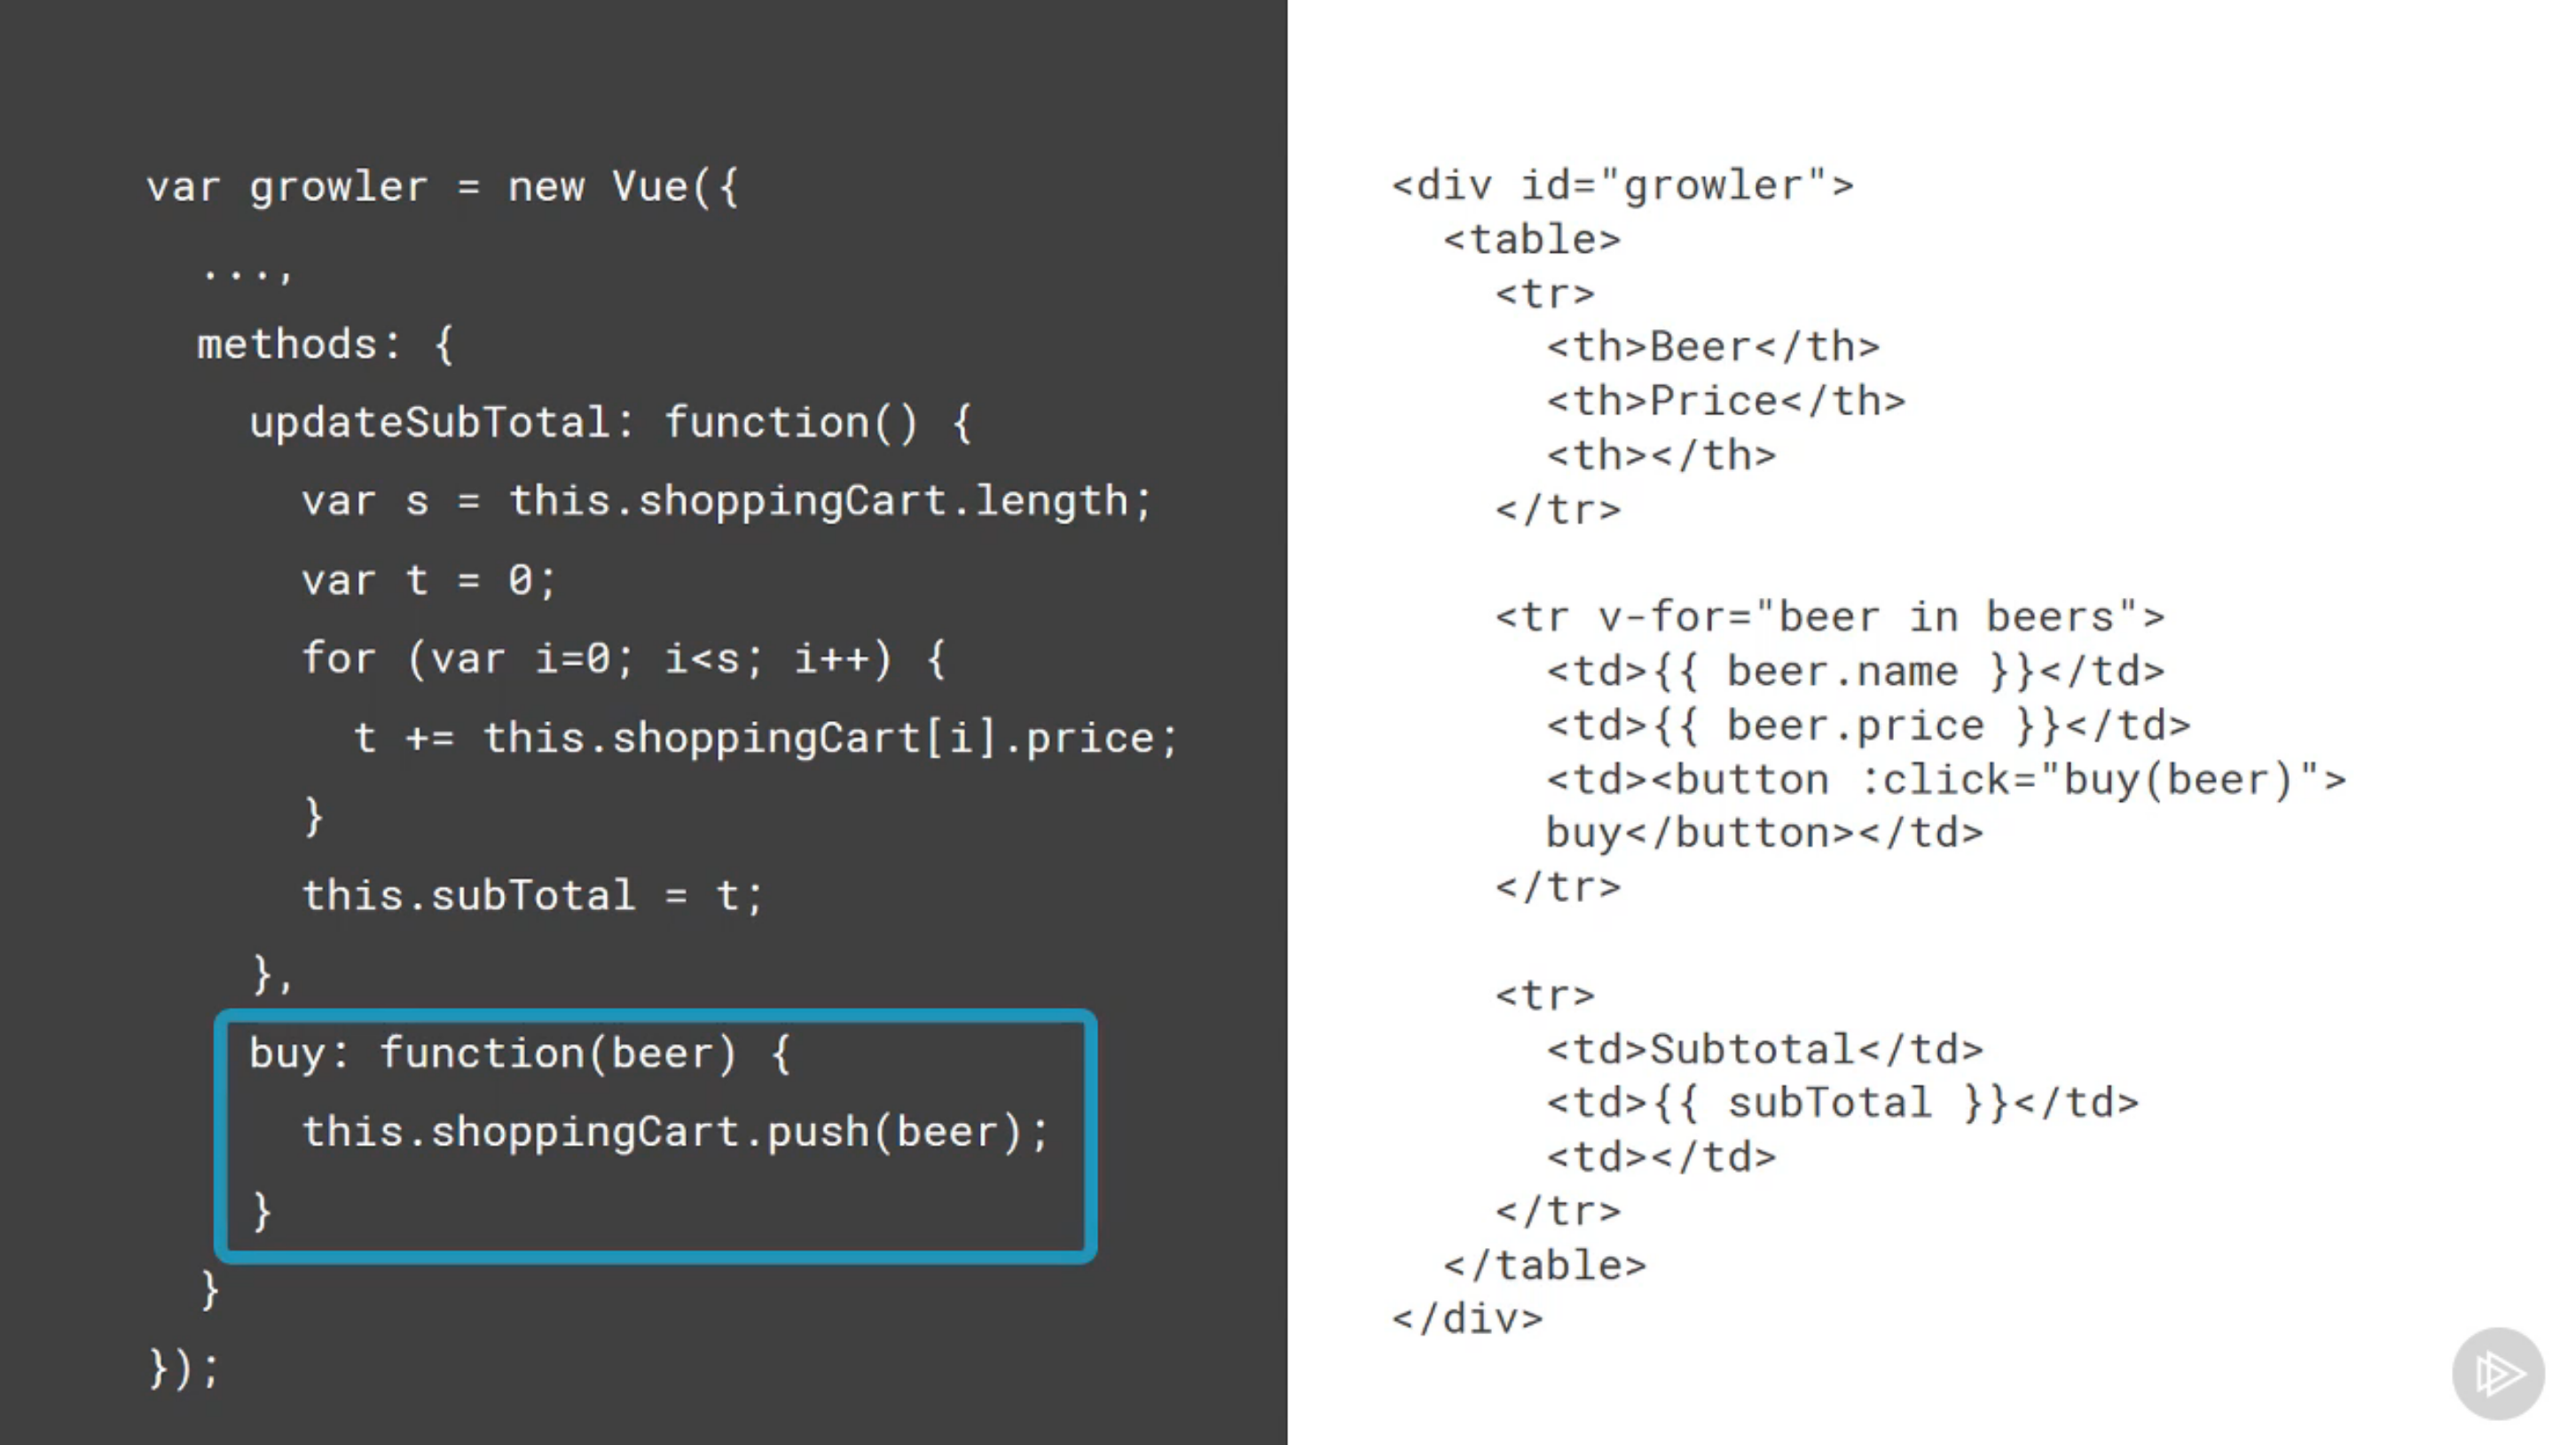 var growler = new Vue({
...,
methods: {
updateSubTotal: function() {
var s = this.shoppingCart.length;
var t = 0;
for (var i=0; i<s; i++) {
t += this.shoppingCart[i].price;
}
this.subTotal = t;
},
buy: function(beer) {
this.shoppingCart.push(beer);
}
}
});
<div id="growler">
<table>
<tr>
<th>Beer</th>
<th>Price</th>
<th></th>
</tr>
<tr v-for="beer in beers">
<td>{{ beer.name }}</td>
<td>{{ beer.price }}</td>
<td><button :click="buy(beer)">
buy</button></td>
</tr>
<tr>
<td>Subtotal</td>
<td>{{ subTotal }}</td>
<td></td>
</tr>
</table>
</div>